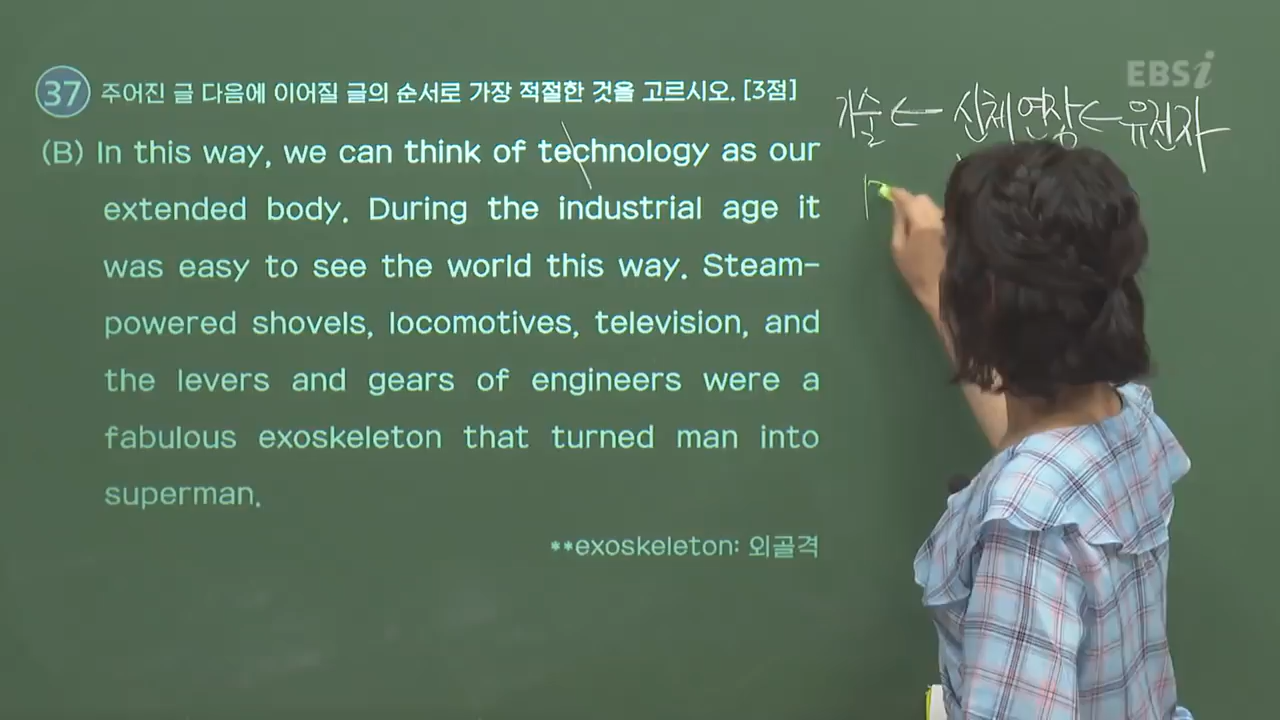 EBSi
37 주어진 글 다음에 이어질 글의 순서로 가장 적절한 것을 고르시오. [3점]
기술 ← 신체 연장 ← 유전자
(B) In this way, we can think of technology as our
extended body. During the industrial age it
was easy to see the world this way. Steam-
powered shovels, locomotives, television, and
the levers and gears of engineers were a
fabulous exoskeleton that turned man into
superman.
**exoskeleton: 외골격